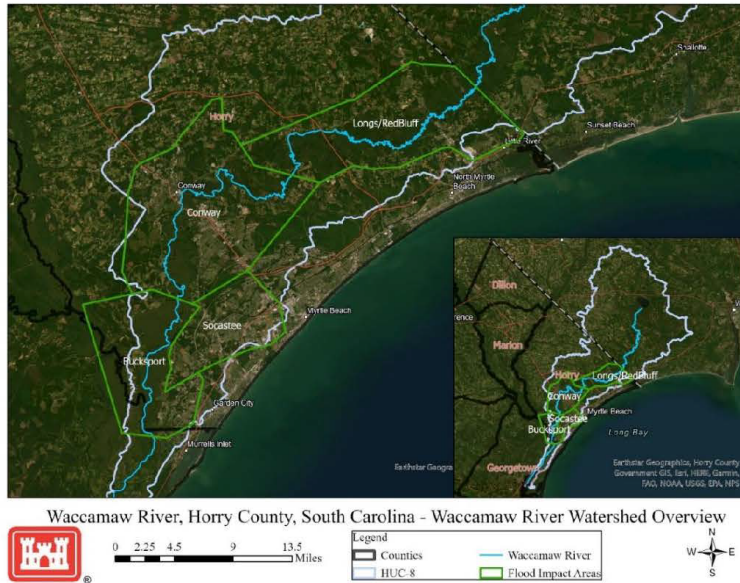 Shallotte
Horry
Longs/RedBluff
Sunset Beach
Little River
Conway
North Myrtle
Beach
Conway
Socastee
Myrtle Beach
Bucksport
Garden City
Murrells Inlet
Dillon
Marion
Horry
Longs/RedBluff
Conway
Socastee
Myrtle Beach
Bucksport
Long Bay
Georgetown
Earthstar Geographics, Horry County
Government GIS, Esri, HERE, Garmin,
FAO, NOAA, USGS, EPA, NPS
Waccamaw River, Horry County, South Carolina - Waccamaw River Watershed Overview
0 2.25 4.5 9 13.5
Miles
Legend
Counties
Waccamaw River
HUC-8
Flood Impact Areas
N
W E
S
®